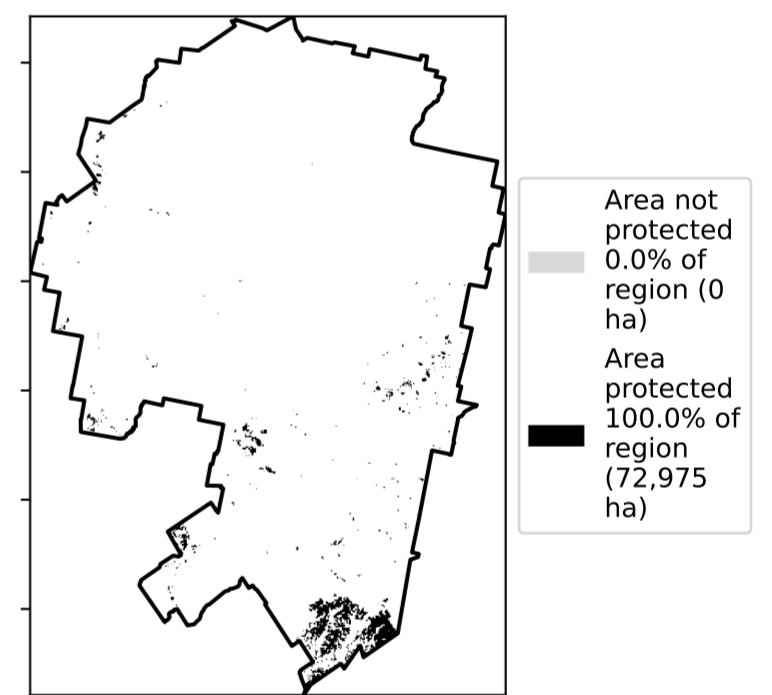 Area not
protected
0.0% of
region (0
ha)
Area
protected
100.0% of
region
(72,975
ha)